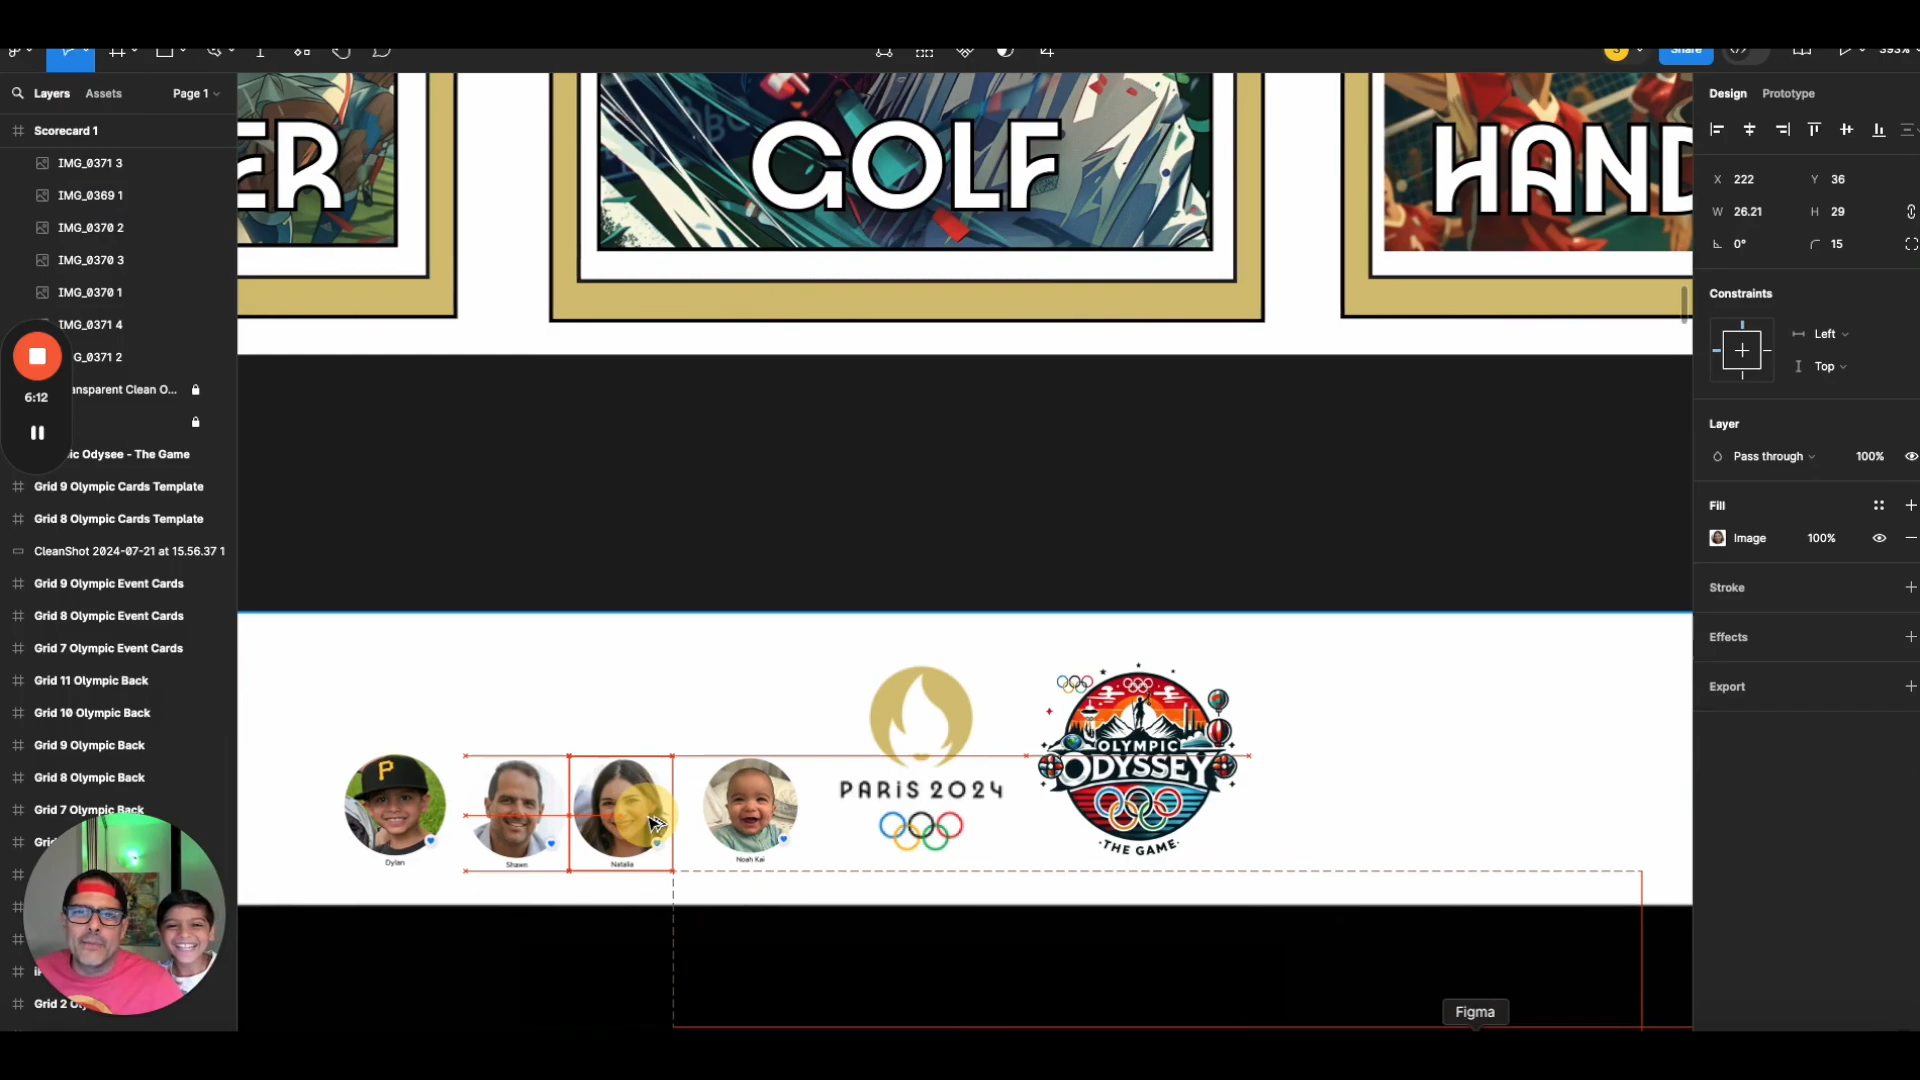 Share
393%
Layers
Assets
Page 1
Scorecard 1
IMG_0371 3
IMG_0369 1
IMG_0370 2
IMG_0370 3
IMG_0370 1
IMG_0371 4
G_0371 2
ansparent Clean O...
ic Odysee - The Game
Grid 9 Olympic Cards Template
Grid 8 Olympic Cards Template
CleanShot 2024-07-21 at 15.56.37 1
Grid 9 Olympic Event Cards
Grid 8 Olympic Event Cards
Grid 7 Olympic Event Cards
Grid 11 Olympic Back
Grid 10 Olympic Back
Grid 9 Olympic Back
Grid 8 Olympic Back
Grid 7 Olympic Back
Grid 2 O
6:12
ER
GOLF
HAND
P
Dylan
Shawn
Natalia
Noah Kai
PARIS 2024
OLYMPIC
ODYSSEY
·THE GAME·
Figma
Design
Prototype
X 222
Y 36
W 26.21
H 29
0°
15
Constraints
Left
Top
Layer
Pass through
100%
Fill
Image
100%
Stroke
Effects
Export